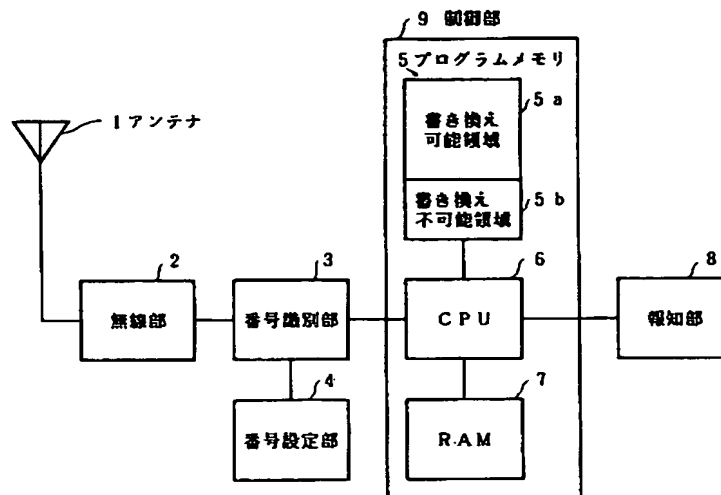 9 制御部
5 プログラムメモリ
5a
書き換え
可能領域
5b
書き換え
不可能領域
1 アンテナ
2
無線部
3
番号識別部
6
CPU
8
報知部
4
番号設定部
7
RAM